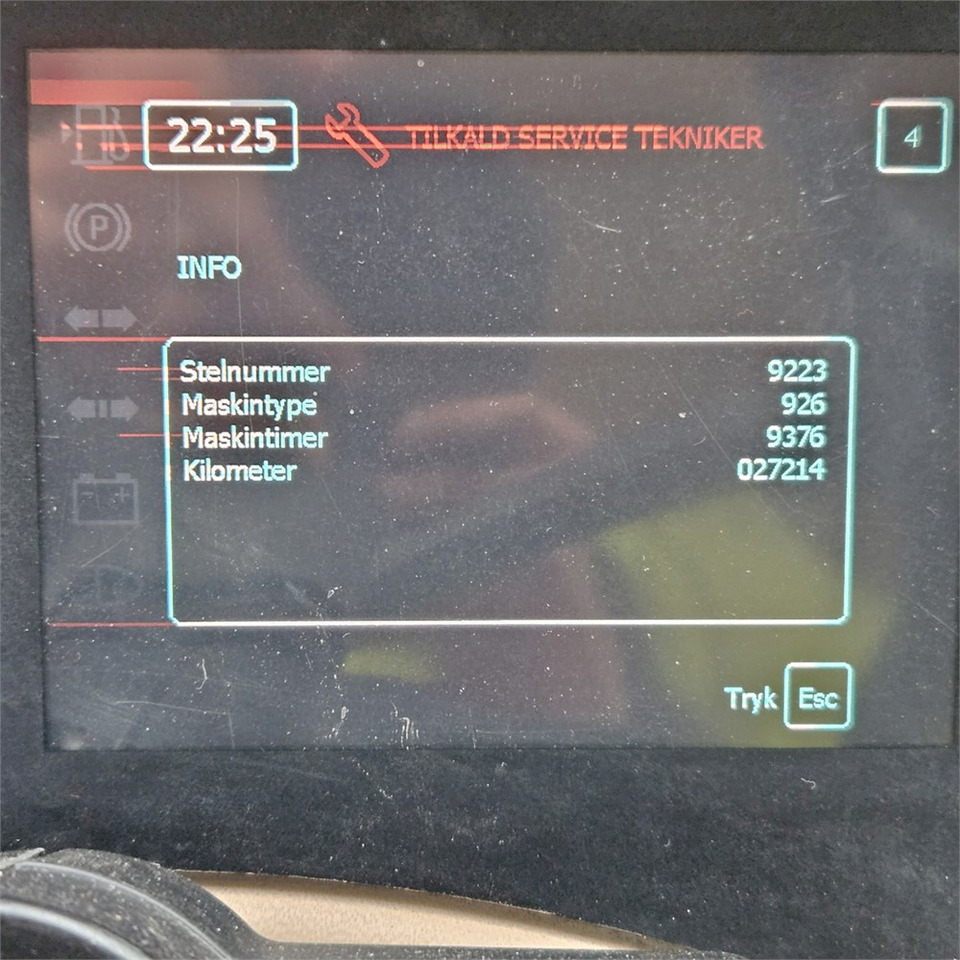 22:25 TILKALD SERVICE TEKNIKER 4
P
INFO
Stelnummer 9223
Maskintype 926
Maskintimer 9376
Kilometer 027214
Tryk Esc